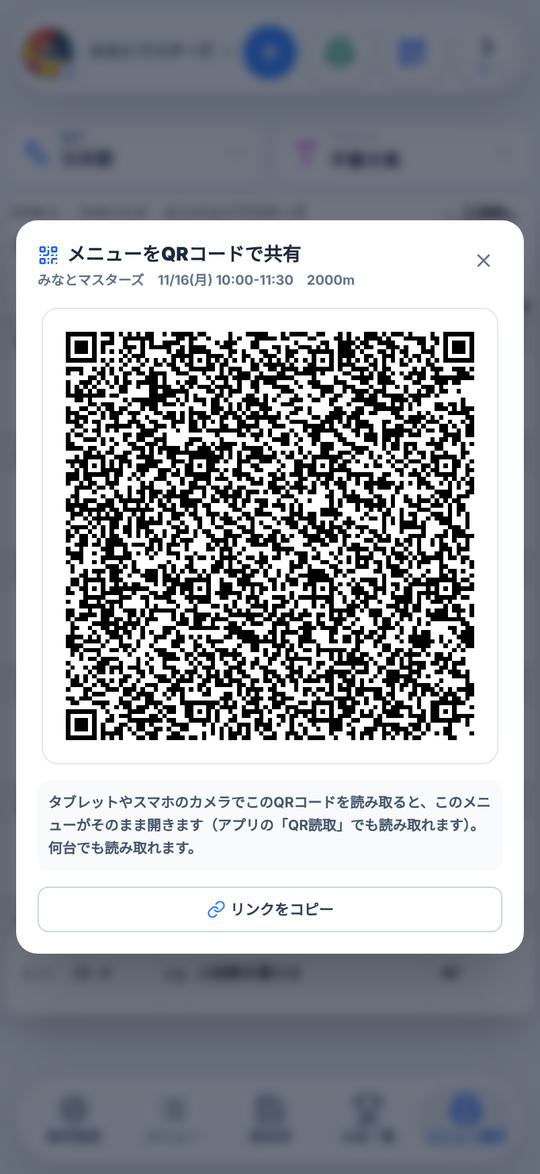 メニューをQRコードで共有
みなとマスターズ　11/16(月) 10:00-11:30　2000m
タブレットやスマホのカメラでこのQRコードを読み取ると、このメニ
ューがそのまま開きます（アプリの「QR読取」でも読み取れます）。
何台でも読み取れます。
リンクをコピー